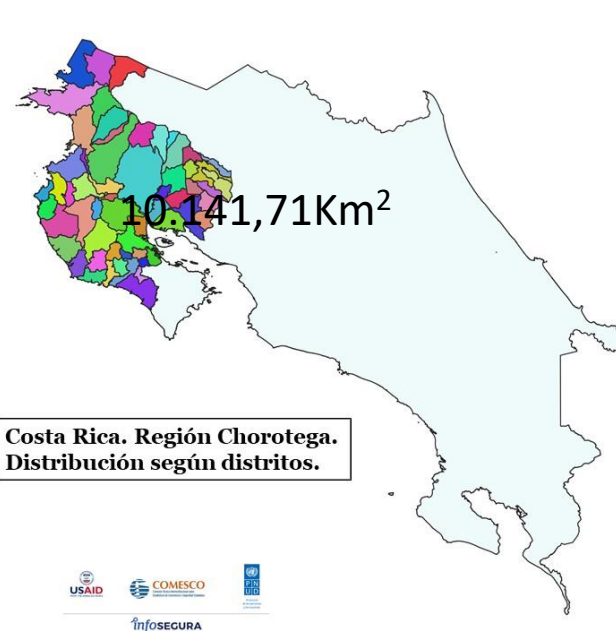 10.141,71Km²
Costa Rica. Región Chorotega.
Distribución según distritos.
USAID
COMESCO
P N
U D
infosegura